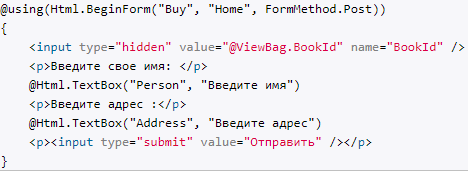 @using(Html.BeginForm("Buy", "Home", FormMethod.Post))
{
    <input type="hidden" value="@ViewBag.BookId" name="BookId" />
    <p>Введите свое имя: </p>
    @Html.TextBox("Person", "Введите имя")
    <p>Введите адрес :</p>
    @Html.TextBox("Address", "Введите адрес")
    <p><input type="submit" value="Отправить" /></p>
}